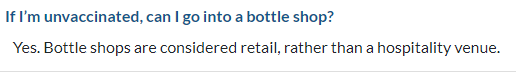 If I'm unvaccinated, can I go into a bottle shop?
Yes. Bottle shops are considered retail, rather than a hospitality venue.